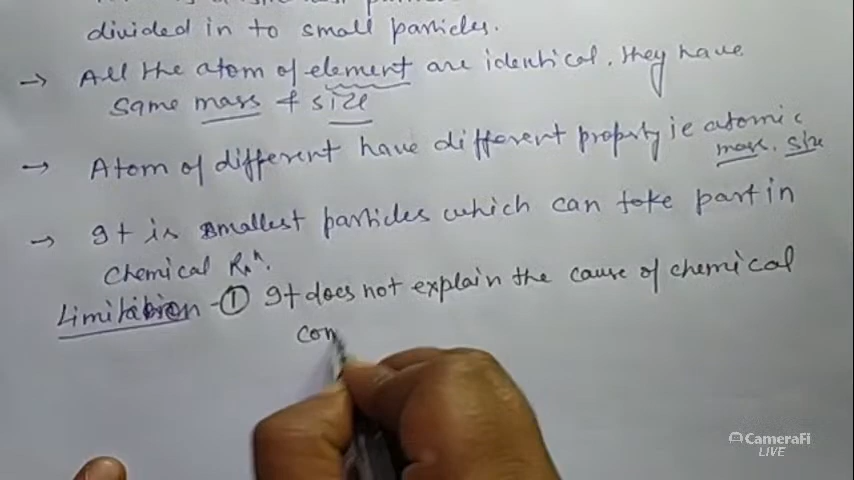 divided in to small particles.
→ All the atom of element are identical. they have
same mass & size
→ Atom of different have different property ie atomic
mass. size
→ It is smallest particles which can take part in
chemical Rxn.
Limitation - ① It does not explain the cause of chemical
com
CameraFi
LIVE